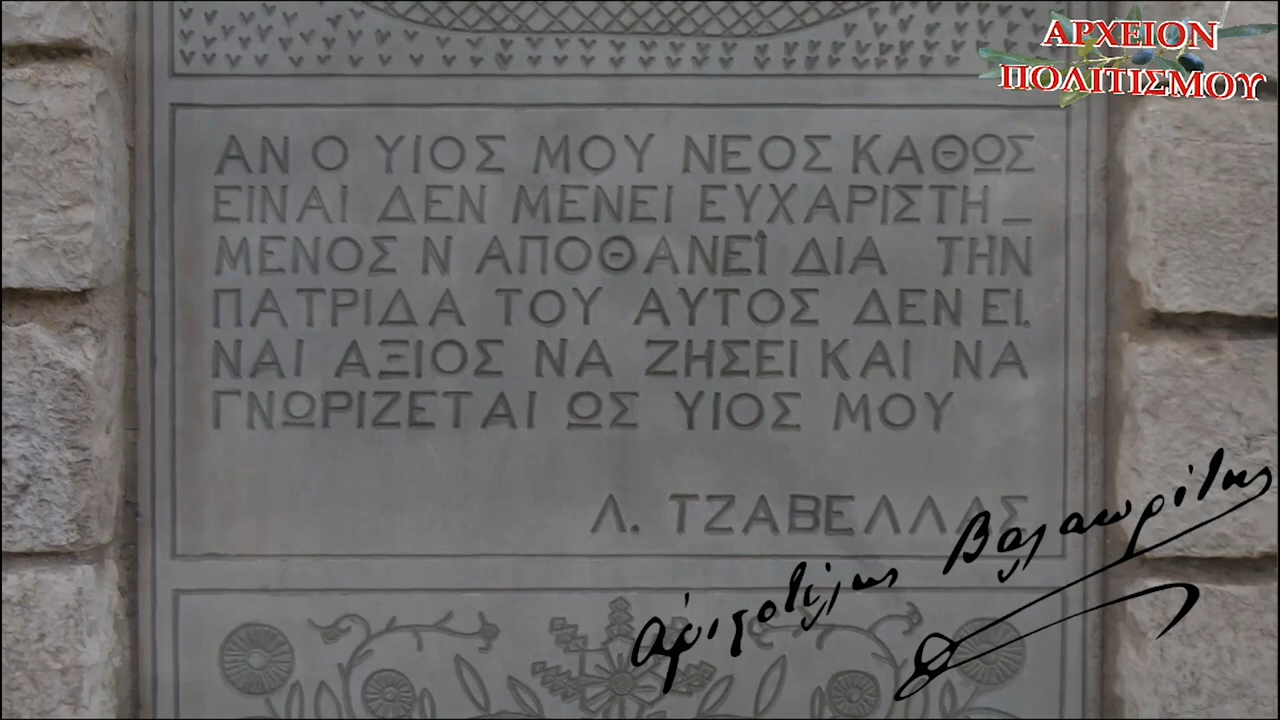 ΑΡΧΕΙΟΝ
ΠΟΛΙΤΙΣΜΟΥ
ΑΝ Ο ΥΙΟΣ ΜΟΥ ΝΕΟΣ ΚΑΘΩΣ
ΕΙΝΑΙ ΔΕΝ ΜΕΝΕΙ ΕΥΧΑΡΙΣΤΗ_
ΜΕΝΟΣ Ν ΑΠΟΘΑΝΕΙ ΔΙΑ ΤΗΝ
ΠΑΤΡΙΔΑ ΤΟΥ ΑΥΤΟΣ ΔΕΝ ΕΙ.
ΝΑΙ ΑΞΙΟΣ ΝΑ ΖΗΣΕΙ ΚΑΙ ΝΑ
ΓΝΩΡΙΖΕΤΑΙ ΩΣ ΥΙΟΣ ΜΟΥ
Λ. ΤΖΑΒΕΛΛΑΣ
Αριστοτέλης Βαλαωρίτης